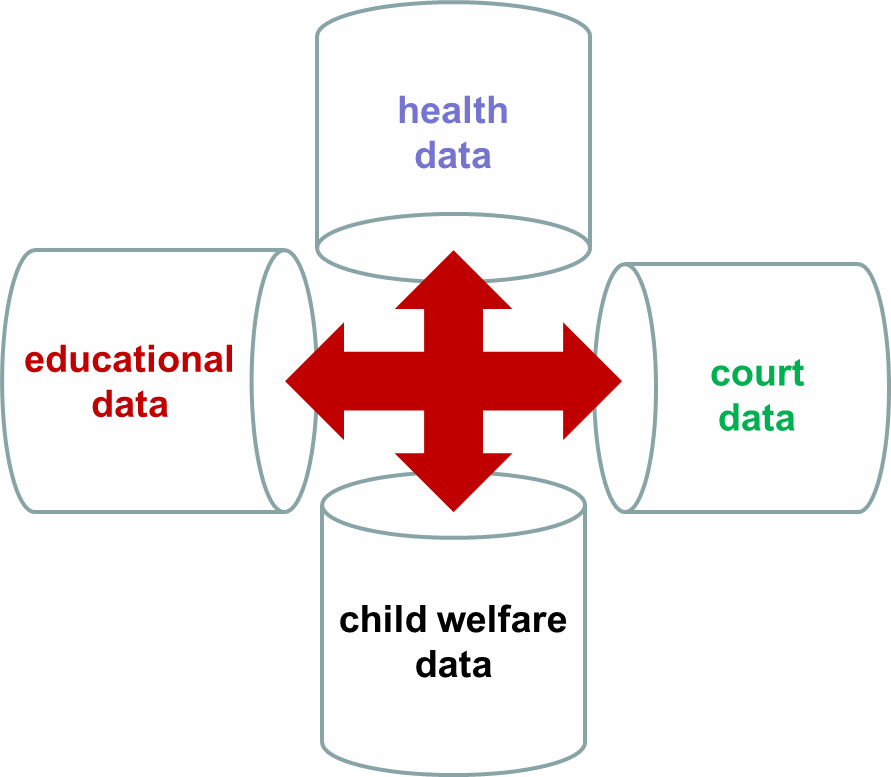 health
data
educational
data
court
data
child welfare
data